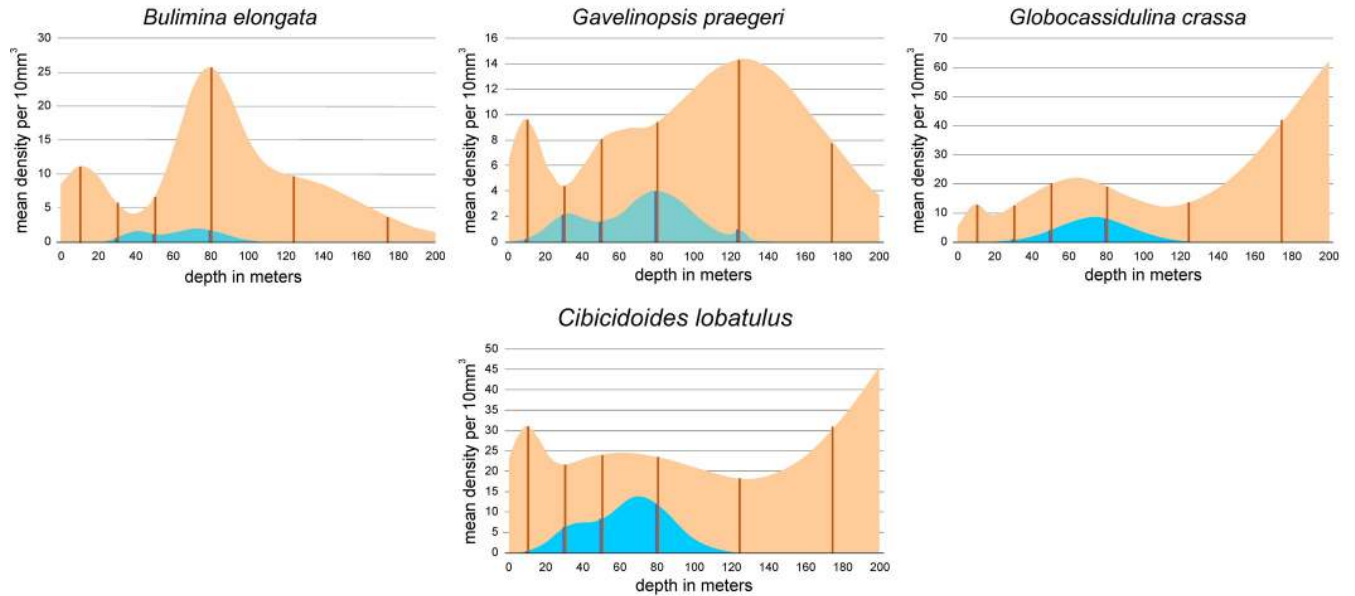 Bulimina elongata
mean density per 10mm³
30
25
20
15
10
5
0
0 20 40 60 80 100 120 140 160 180 200
depth in meters
Gavelinopsis praegeri
mean density per 10mm³
16
14
12
10
8
6
4
2
0
0 20 40 60 80 100 120 140 160 180 200
depth in meters
Globocassidulina crassa
mean density per 10mm³
70
60
50
40
30
20
10
0
0 20 40 60 80 100 120 140 160 180 200
depth in meters
Cibicidoides lobatulus
mean density per 10mm³
50
45
40
35
30
25
20
15
10
5
0
0 20 40 60 80 100 120 140 160 180 200
depth in meters